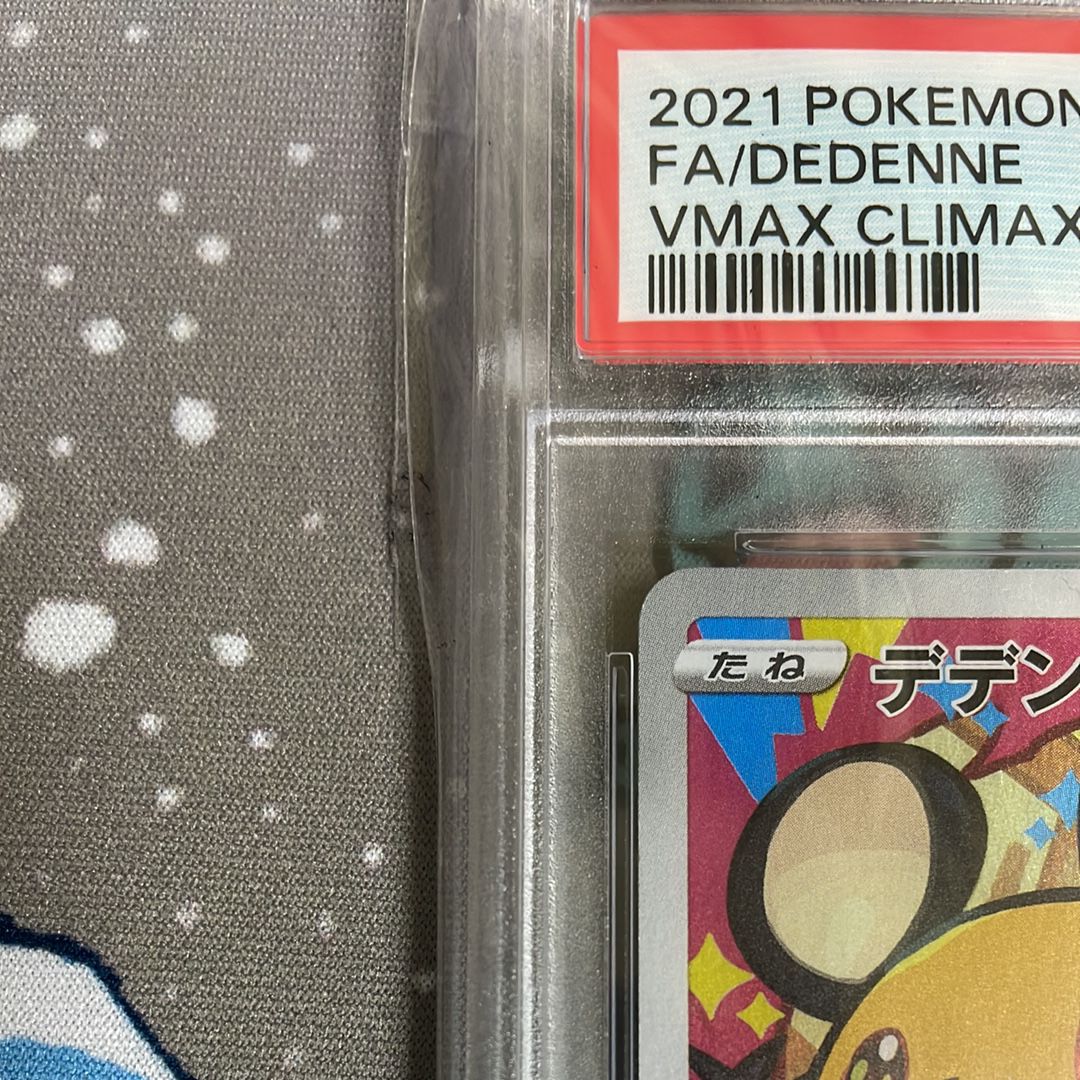 2021 POKEMON
FA/DEDENNE
VMAX CLIMAX
たね デデン